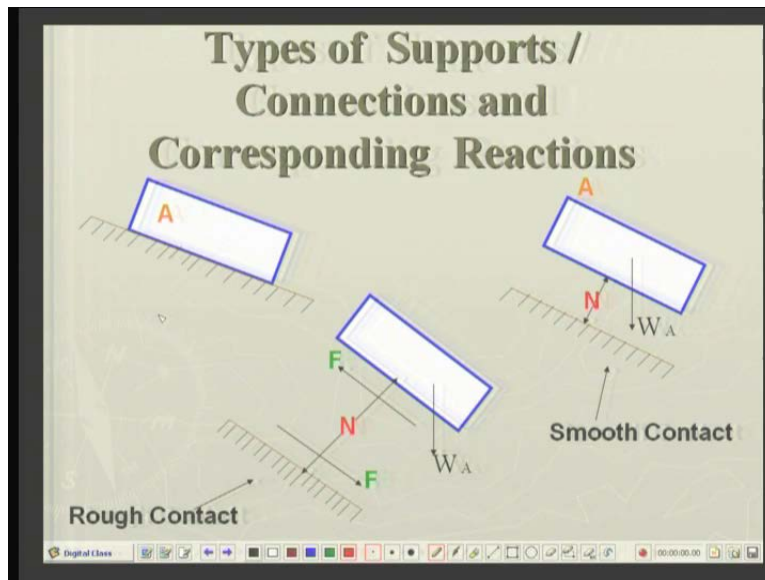 Types of Supports /
Connections and
Corresponding Reactions
A
A
N
W A
F
N
W A
F
Smooth Contact
Rough Contact
Digital Class
00:00:00.00